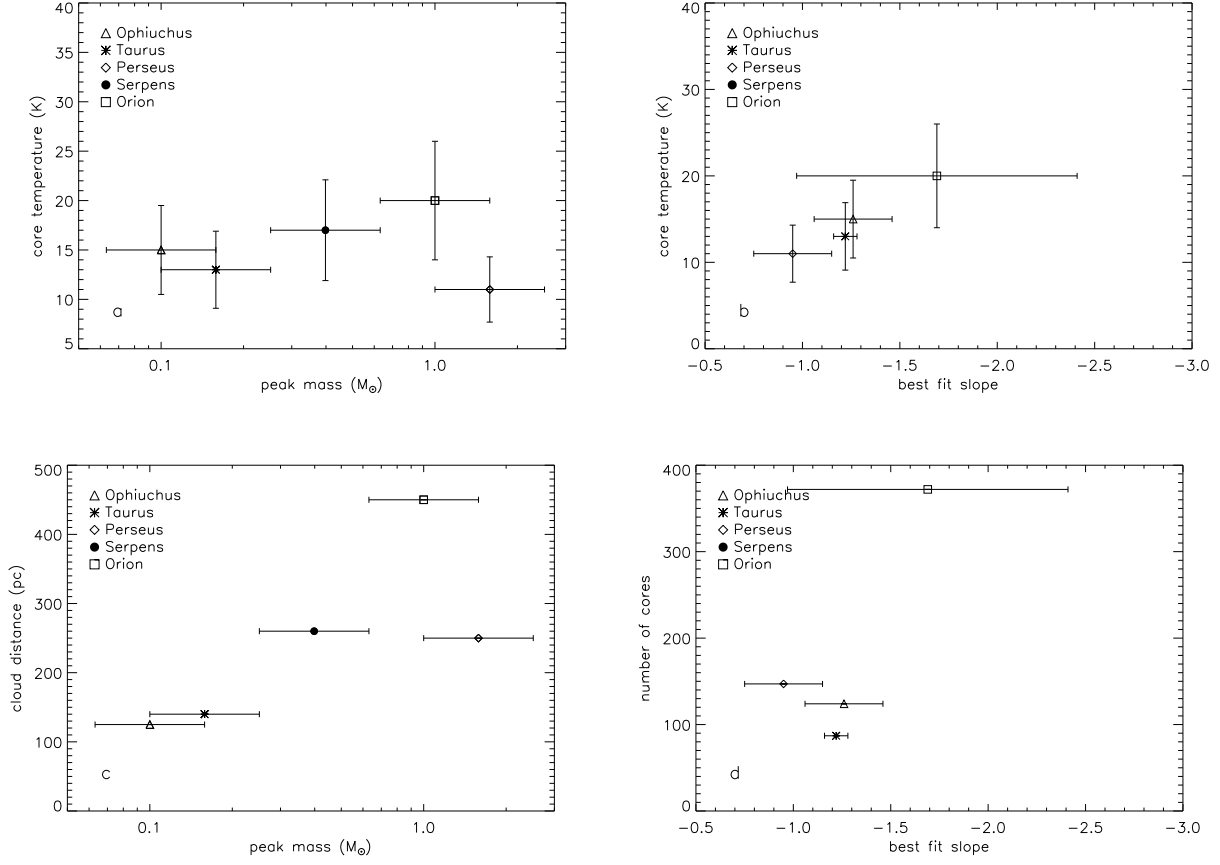 40
35
30
25
20
15
10
5
core temperature (K)
Ophiuchus
Taurus
Perseus
Serpens
Orion
a
0.1 1.0
peak mass (M⊙)
40
30
20
10
0
core temperature (K)
Ophiuchus
Taurus
Perseus
Serpens
Orion
b
−0.5 −1.0 −1.5 −2.0 −2.5 −3.0
best fit slope
500
400
300
200
100
0
cloud distance (pc)
Ophiuchus
Taurus
Perseus
Serpens
Orion
c
0.1 1.0
peak mass (M⊙)
400
300
200
100
0
number of cores
Ophiuchus
Taurus
Perseus
Serpens
Orion
d
−0.5 −1.0 −1.5 −2.0 −2.5 −3.0
best fit slope